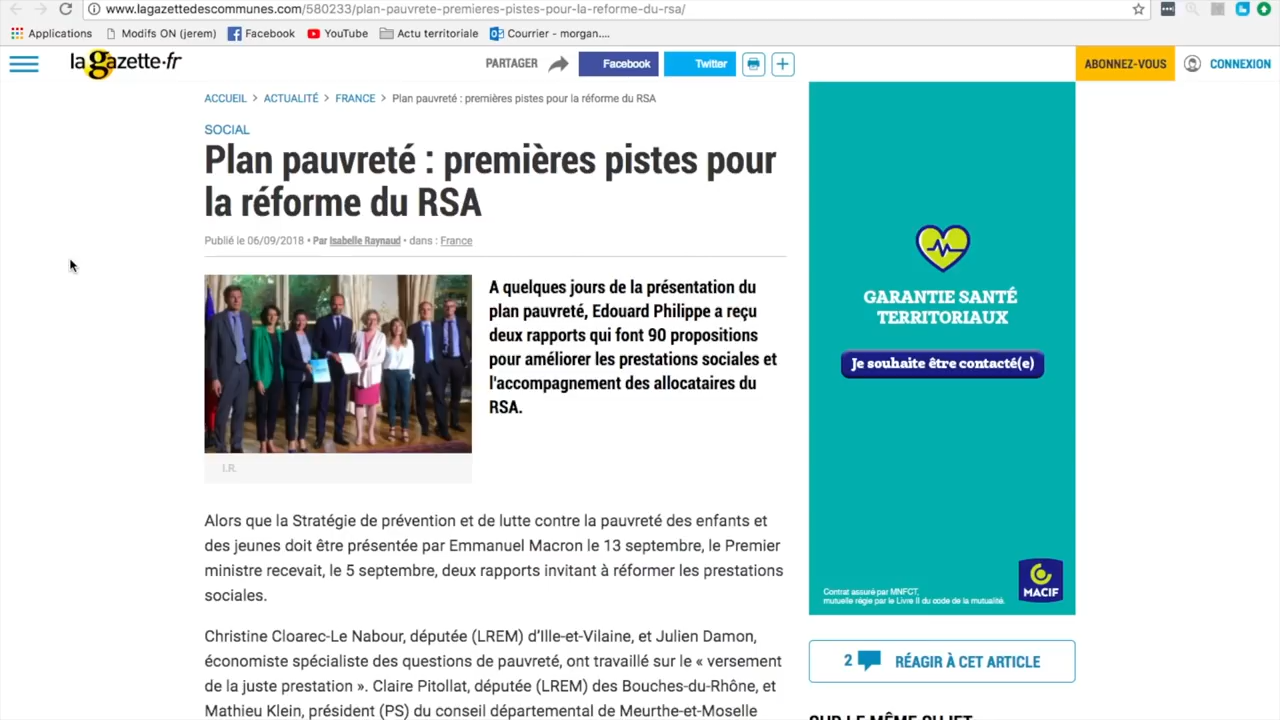 www.lagazettedescommunes.com/580233/plan-pauvrete-premieres-pistes-pour-la-reforme-du-rsa/
Applications
Modifs ON (jerem)
Facebook
YouTube
Actu territoriale
Courrier - morgan....
la gazette.fr
PARTAGER
Facebook
Twitter
ABONNEZ-VOUS
CONNEXION
ACCUEIL > ACTUALITÉ > FRANCE > Plan pauvreté : premières pistes pour la réforme du RSA
SOCIAL
Plan pauvreté : premières pistes pour
la réforme du RSA
Publié le 06/09/2018 • Par Isabelle Raynaud • dans : France
A quelques jours de la présentation du
plan pauvreté, Edouard Philippe a reçu
deux rapports qui font 90 propositions
pour améliorer les prestations sociales et
l'accompagnement des allocataires du
RSA.
I.R.
Alors que la Stratégie de prévention et de lutte contre la pauvreté des enfants et
des jeunes doit être présentée par Emmanuel Macron le 13 septembre, le Premier
ministre recevait, le 5 septembre, deux rapports invitant à réformer les prestations
sociales.
Christine Cloarec-Le Nabour, députée (LREM) d'Ille-et-Vilaine, et Julien Damon,
économiste spécialiste des questions de pauvreté, ont travaillé sur le « versement
de la juste prestation ». Claire Pitollat, députée (LREM) des Bouches-du-Rhône, et
Mathieu Klein, président (PS) du conseil départemental de Meurthe-et-Moselle
GARANTIE SANTÉ
TERRITORIAUX
Je souhaite être contacté(e)
Contrat assuré par MNFCT,
mutuelle régie par le Livre II du code de la mutualité.
MACIF
2 RÉAGIR À CET ARTICLE
SUR LE MÊME SUJET